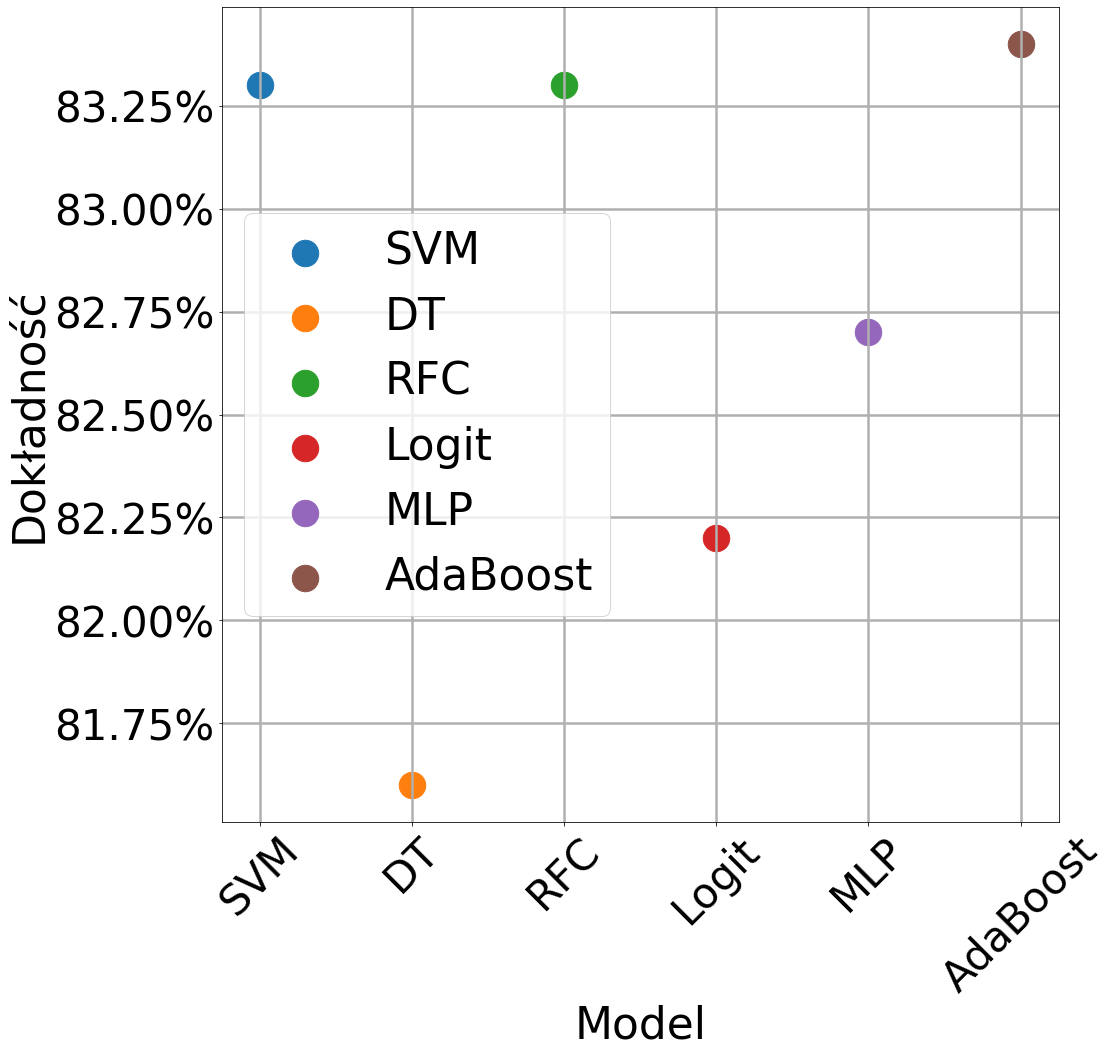 Dokładność
83.25%
83.00%
82.75%
82.50%
82.25%
82.00%
81.75%
SVM
DT
RFC
Logit
MLP
AdaBoost
SVM
DT
RFC
Logit
MLP
AdaBoost
Model